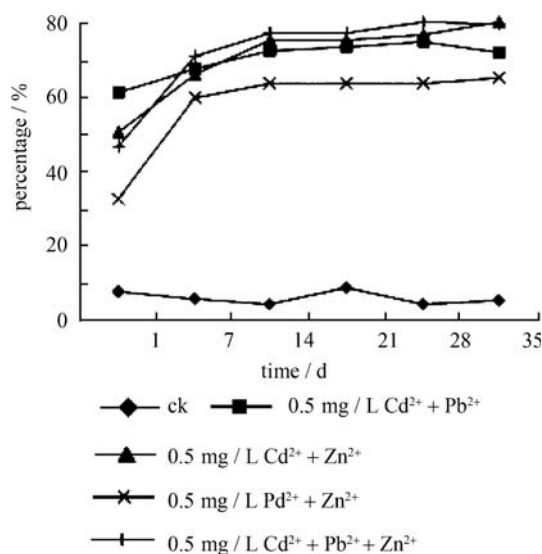 80
60
40
20
0
percentage / %
1 7 14 21 28 35
time / d
ck 0.5 mg / L Cd²⁺ + Pb²⁺
0.5 mg / L Cd²⁺ + Zn²⁺
0.5 mg / L Pd²⁺ + Zn²⁺
0.5 mg / L Cd²⁺ + Pb²⁺ + Zn²⁺